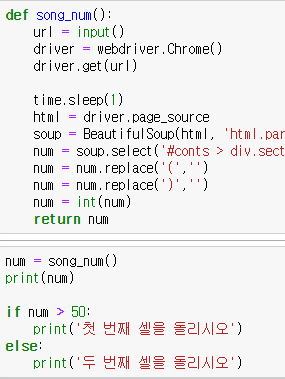 def song_num():
    url = input()
    driver = webdriver.Chrome()
    driver.get(url)
    time.sleep(1)
    html = driver.page_source
    soup = BeautifulSoup(html, 'html.par
    num = soup.select('#conts > div.sect
    num = num.replace('(','')
    num = num.replace(')','')
    num = int(num)
    return num
num = song_num()
print(num)
if num > 50:
    print('첫 번째 셀을 돌리시오')
else:
    print('두 번째 셀을 돌리시오')